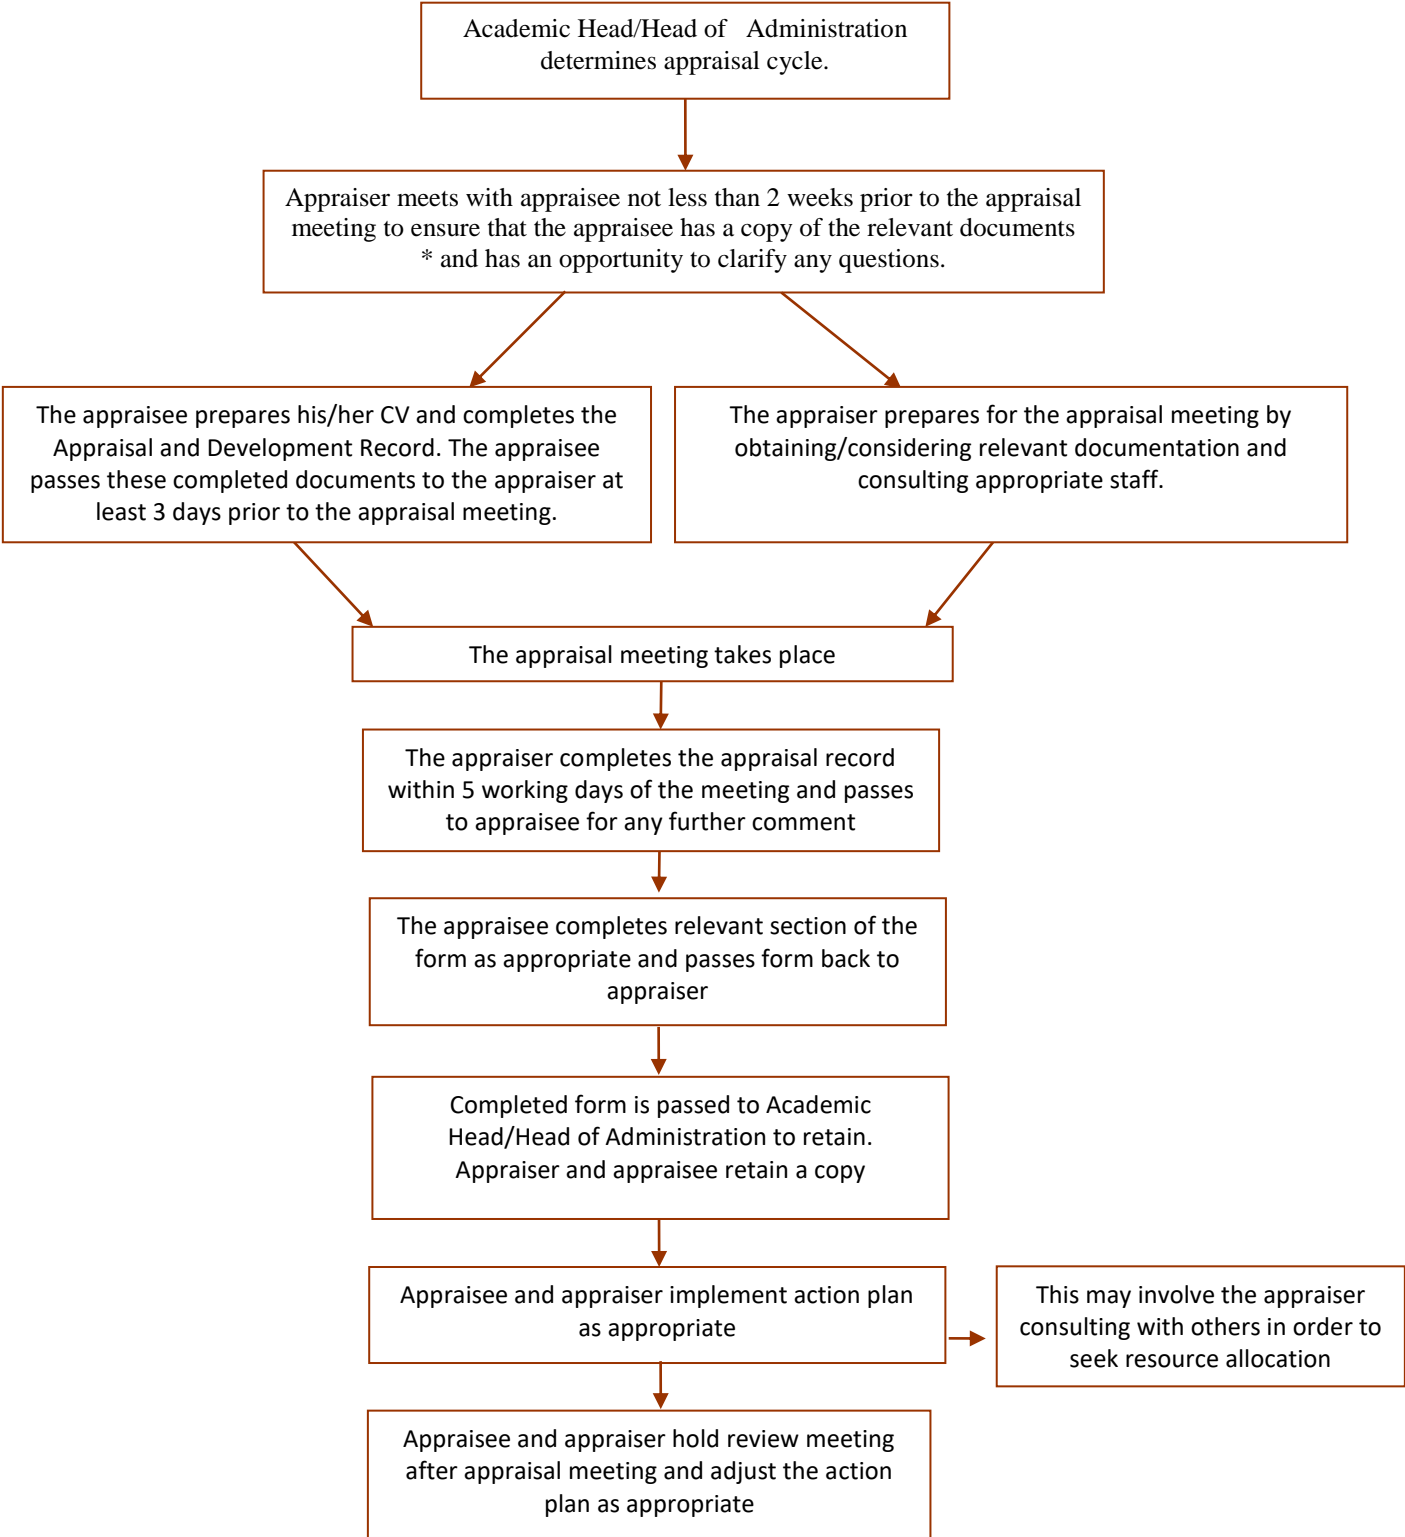 Academic Head/Head of Administration
determines appraisal cycle.
Appraiser meets with appraisee not less than 2 weeks prior to the appraisal
meeting to ensure that the appraisee has a copy of the relevant documents
* and has an opportunity to clarify any questions.
The appraisee prepares his/her CV and completes the
Appraisal and Development Record. The appraisee
passes these completed documents to the appraiser at
least 3 days prior to the appraisal meeting.
The appraiser prepares for the appraisal meeting by
obtaining/considering relevant documentation and
consulting appropriate staff.
The appraisal meeting takes place
The appraiser completes the appraisal record
within 5 working days of the meeting and passes
to appraisee for any further comment
The appraisee completes relevant section of the
form as appropriate and passes form back to
appraiser
Completed form is passed to Academic
Head/Head of Administration to retain.
Appraiser and appraisee retain a copy
Appraisee and appraiser implement action plan
as appropriate
This may involve the appraiser
consulting with others in order to
seek resource allocation
Appraisee and appraiser hold review meeting
after appraisal meeting and adjust the action
plan as appropriate